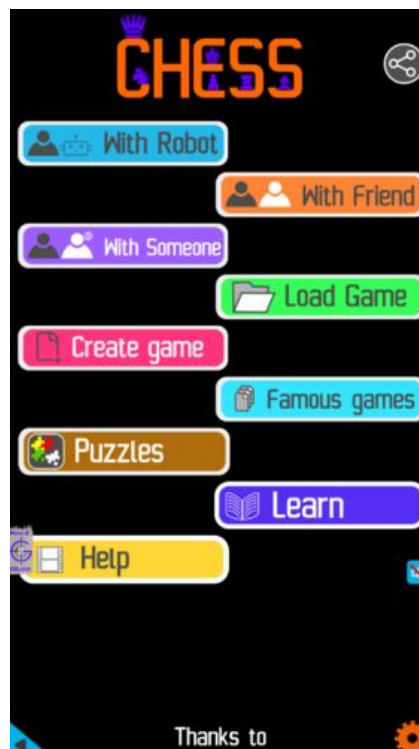 CHESS
With Robot
With Friend
With Someone
Load Game
Create game
Famous games
Puzzles
Learn
Help
Thanks to